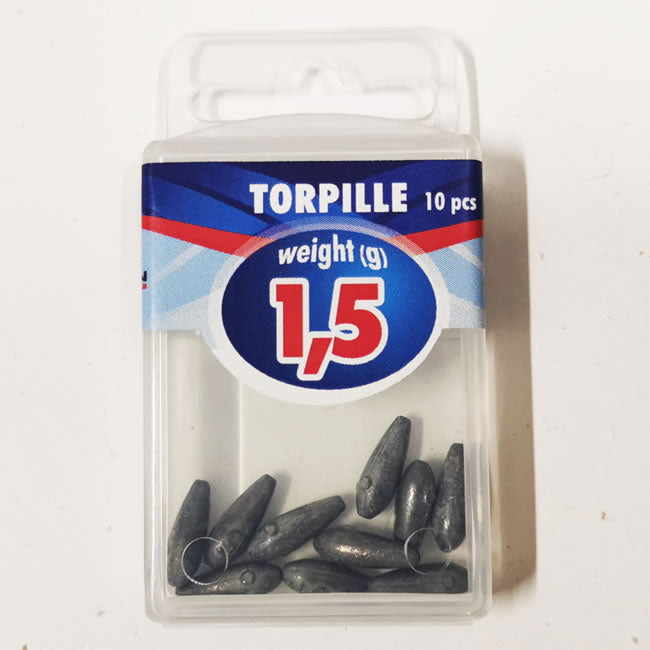 TORPILLE 10 pcs
weight (g)
1,5